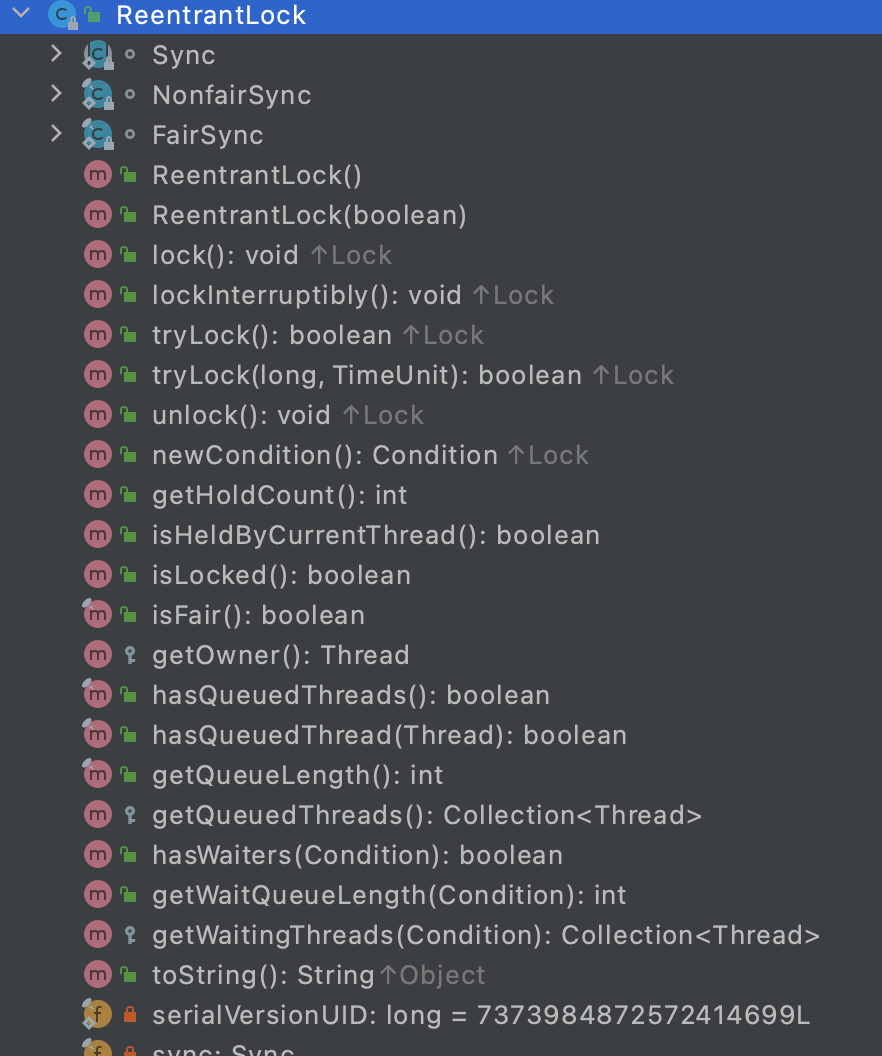 ReentrantLock
Sync
NonfairSync
FairSync
ReentrantLock()
ReentrantLock(boolean)
lock(): void ↑Lock
lockInterruptibly(): void ↑Lock
tryLock(): boolean ↑Lock
tryLock(long, TimeUnit): boolean ↑Lock
unlock(): void ↑Lock
newCondition(): Condition ↑Lock
getHoldCount(): int
isHeldByCurrentThread(): boolean
isLocked(): boolean
isFair(): boolean
getOwner(): Thread
hasQueuedThreads(): boolean
hasQueuedThread(Thread): boolean
getQueueLength(): int
getQueuedThreads(): Collection<Thread>
hasWaiters(Condition): boolean
getWaitQueueLength(Condition): int
getWaitingThreads(Condition): Collection<Thread>
toString(): String ↑Object
serialVersionUID: long = 7373984872572414699L
sync: Sync